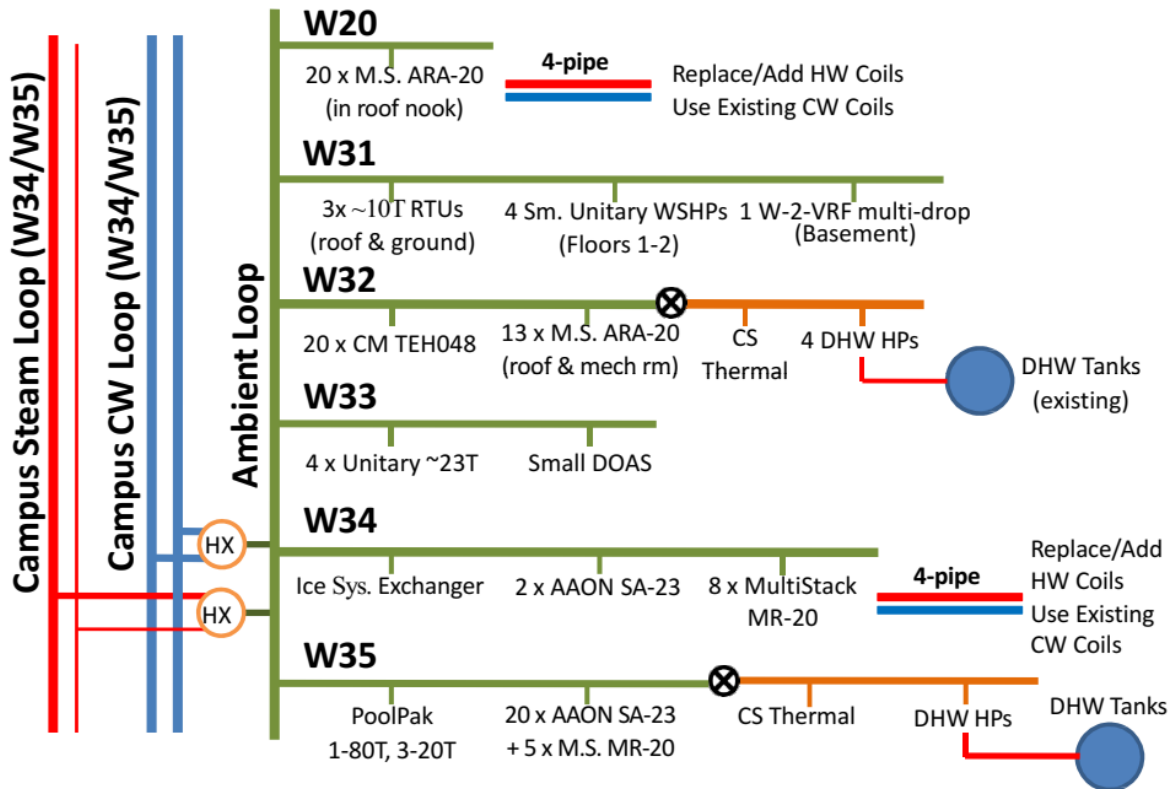 Campus Steam Loop (W34/W35)
Campus CW Loop (W34/W35)
Ambient Loop
W20
20 x M.S. ARA-20
(in roof nook)
4-pipe
Replace/Add HW Coils
Use Existing CW Coils
W31
3x ~10T RTUs
(roof & ground)
4 Sm. Unitary WSHPs
(Floors 1-2)
1 W-2-VRF multi-drop
(Basement)
W32
20 x CM TEH048
13 x M.S. ARA-20
(roof & mech rm)
CS
Thermal
4 DHW HPs
DHW Tanks
(existing)
W33
4 x Unitary ~23T
Small DOAS
HX
HX
W34
Ice Sys. Exchanger
2 x AAON SA-23
8 x MultiStack
MR-20
4-pipe
Replace/Add
HW Coils
Use Existing
CW Coils
W35
PoolPak
1-80T, 3-20T
20 x AAON SA-23
+ 5 x M.S. MR-20
CS Thermal
DHW HPs
DHW Tanks